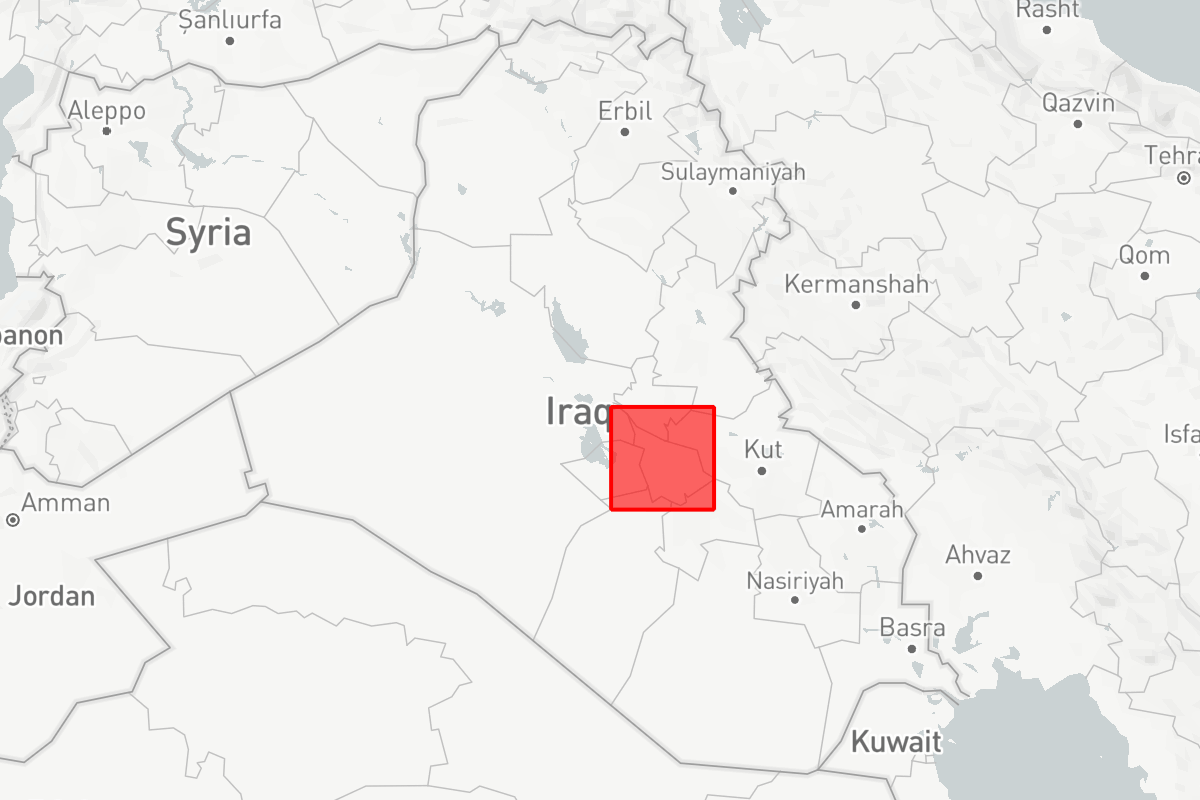 Rasht
Şanlıurfa
Qazvin
Aleppo
Erbil
Tehra
Sulaymaniyah
Syria
Qom
Kermanshah
banon
Iraq
Isfa
Kut
Amman
Amarah
Ahvaz
Nasiriyah
Jordan
Basra
Kuwait